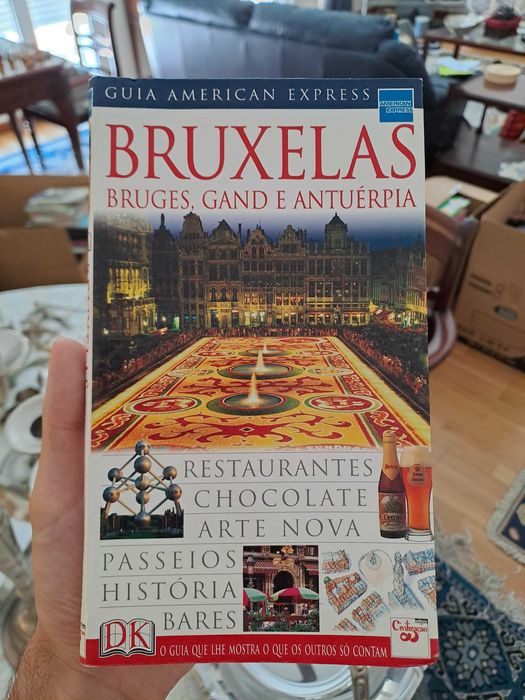 GUIA AMERICAN EXPRESS
AMERICAN
EXPRESS
BRUXELAS
BRUGES, GAND E ANTUÉRPIA
RESTAURANTES
CHOCOLATE
ARTE NOVA
PASSEIOS
HISTÓRIA
BARES
DK
O GUIA QUE LHE MOSTRA O QUE OS OUTROS SÓ CONTAM
Civilização